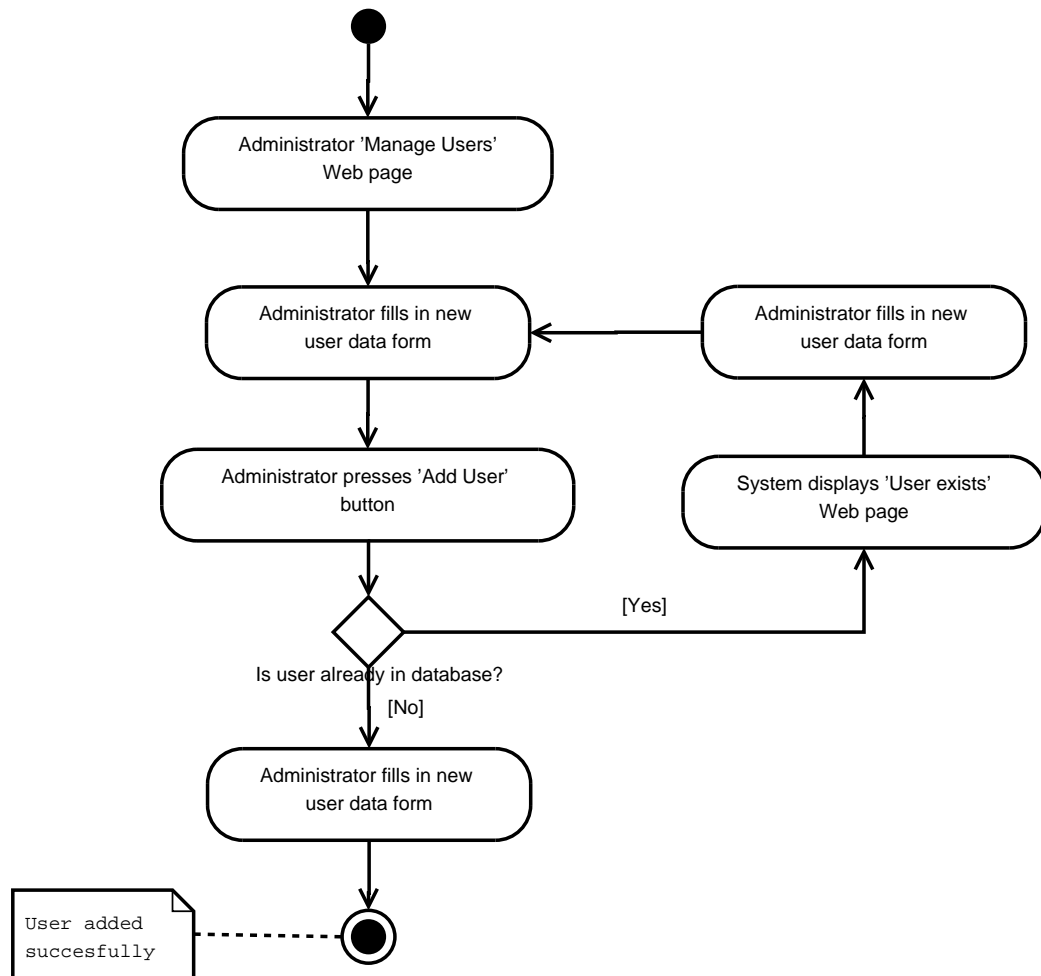 Administrator ’Manage Users’
Web page
Administrator fills in new
user data form
Administrator fills in new
user data form
Administrator presses ’Add User’
button
System displays ’User exists’
Web page
[Yes]
Is user already in database?
[No]
Administrator fills in new
user data form
User added
succesfully